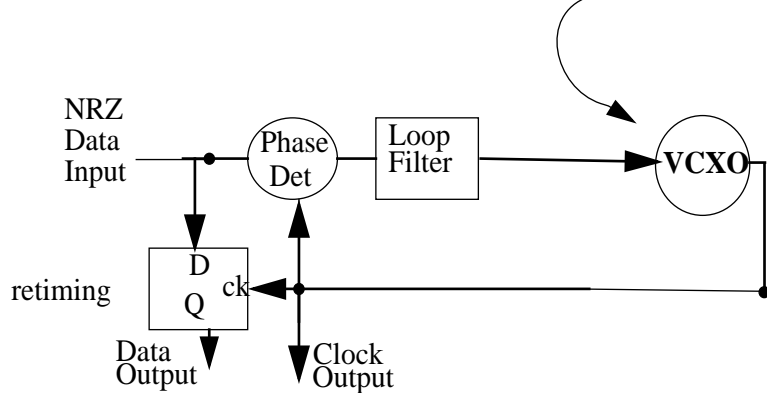 NRZ
Data
Input
Phase
Det
Loop
Filter
VCXO
D
ck
Q
retiming
Data
Output
Clock
Output